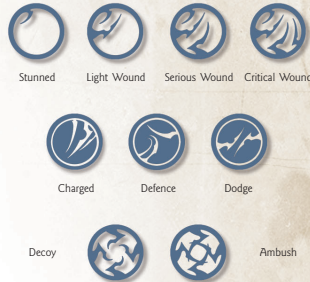 Stunned Light Wound Serious Wound Critical Wound
Charged Defence Dodge
Decoy Ambush